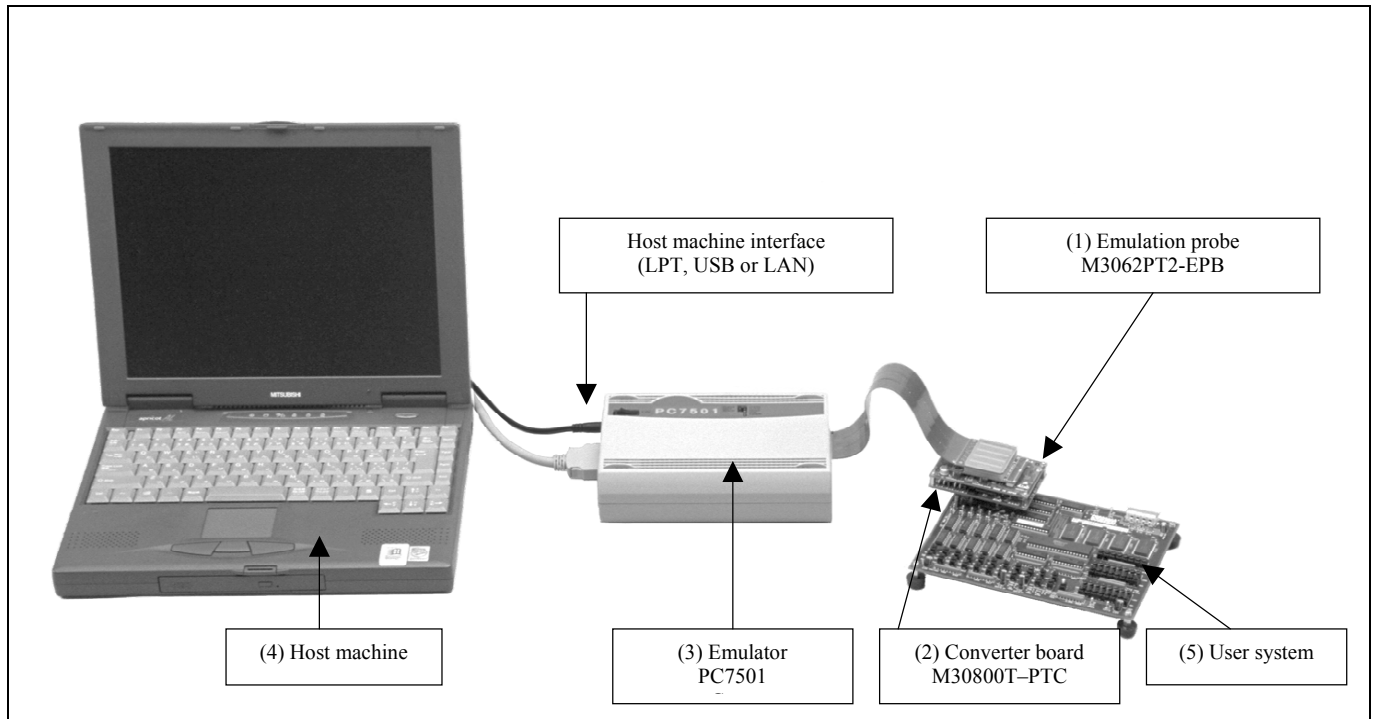 Host machine interface
(LPT, USB or LAN)
(1) Emulation probe
M3062PT2-EPB
MITSUBISHI
PC7501
(4) Host machine
(3) Emulator
PC7501
(2) Converter board
M30800T–PTC
(5) User system